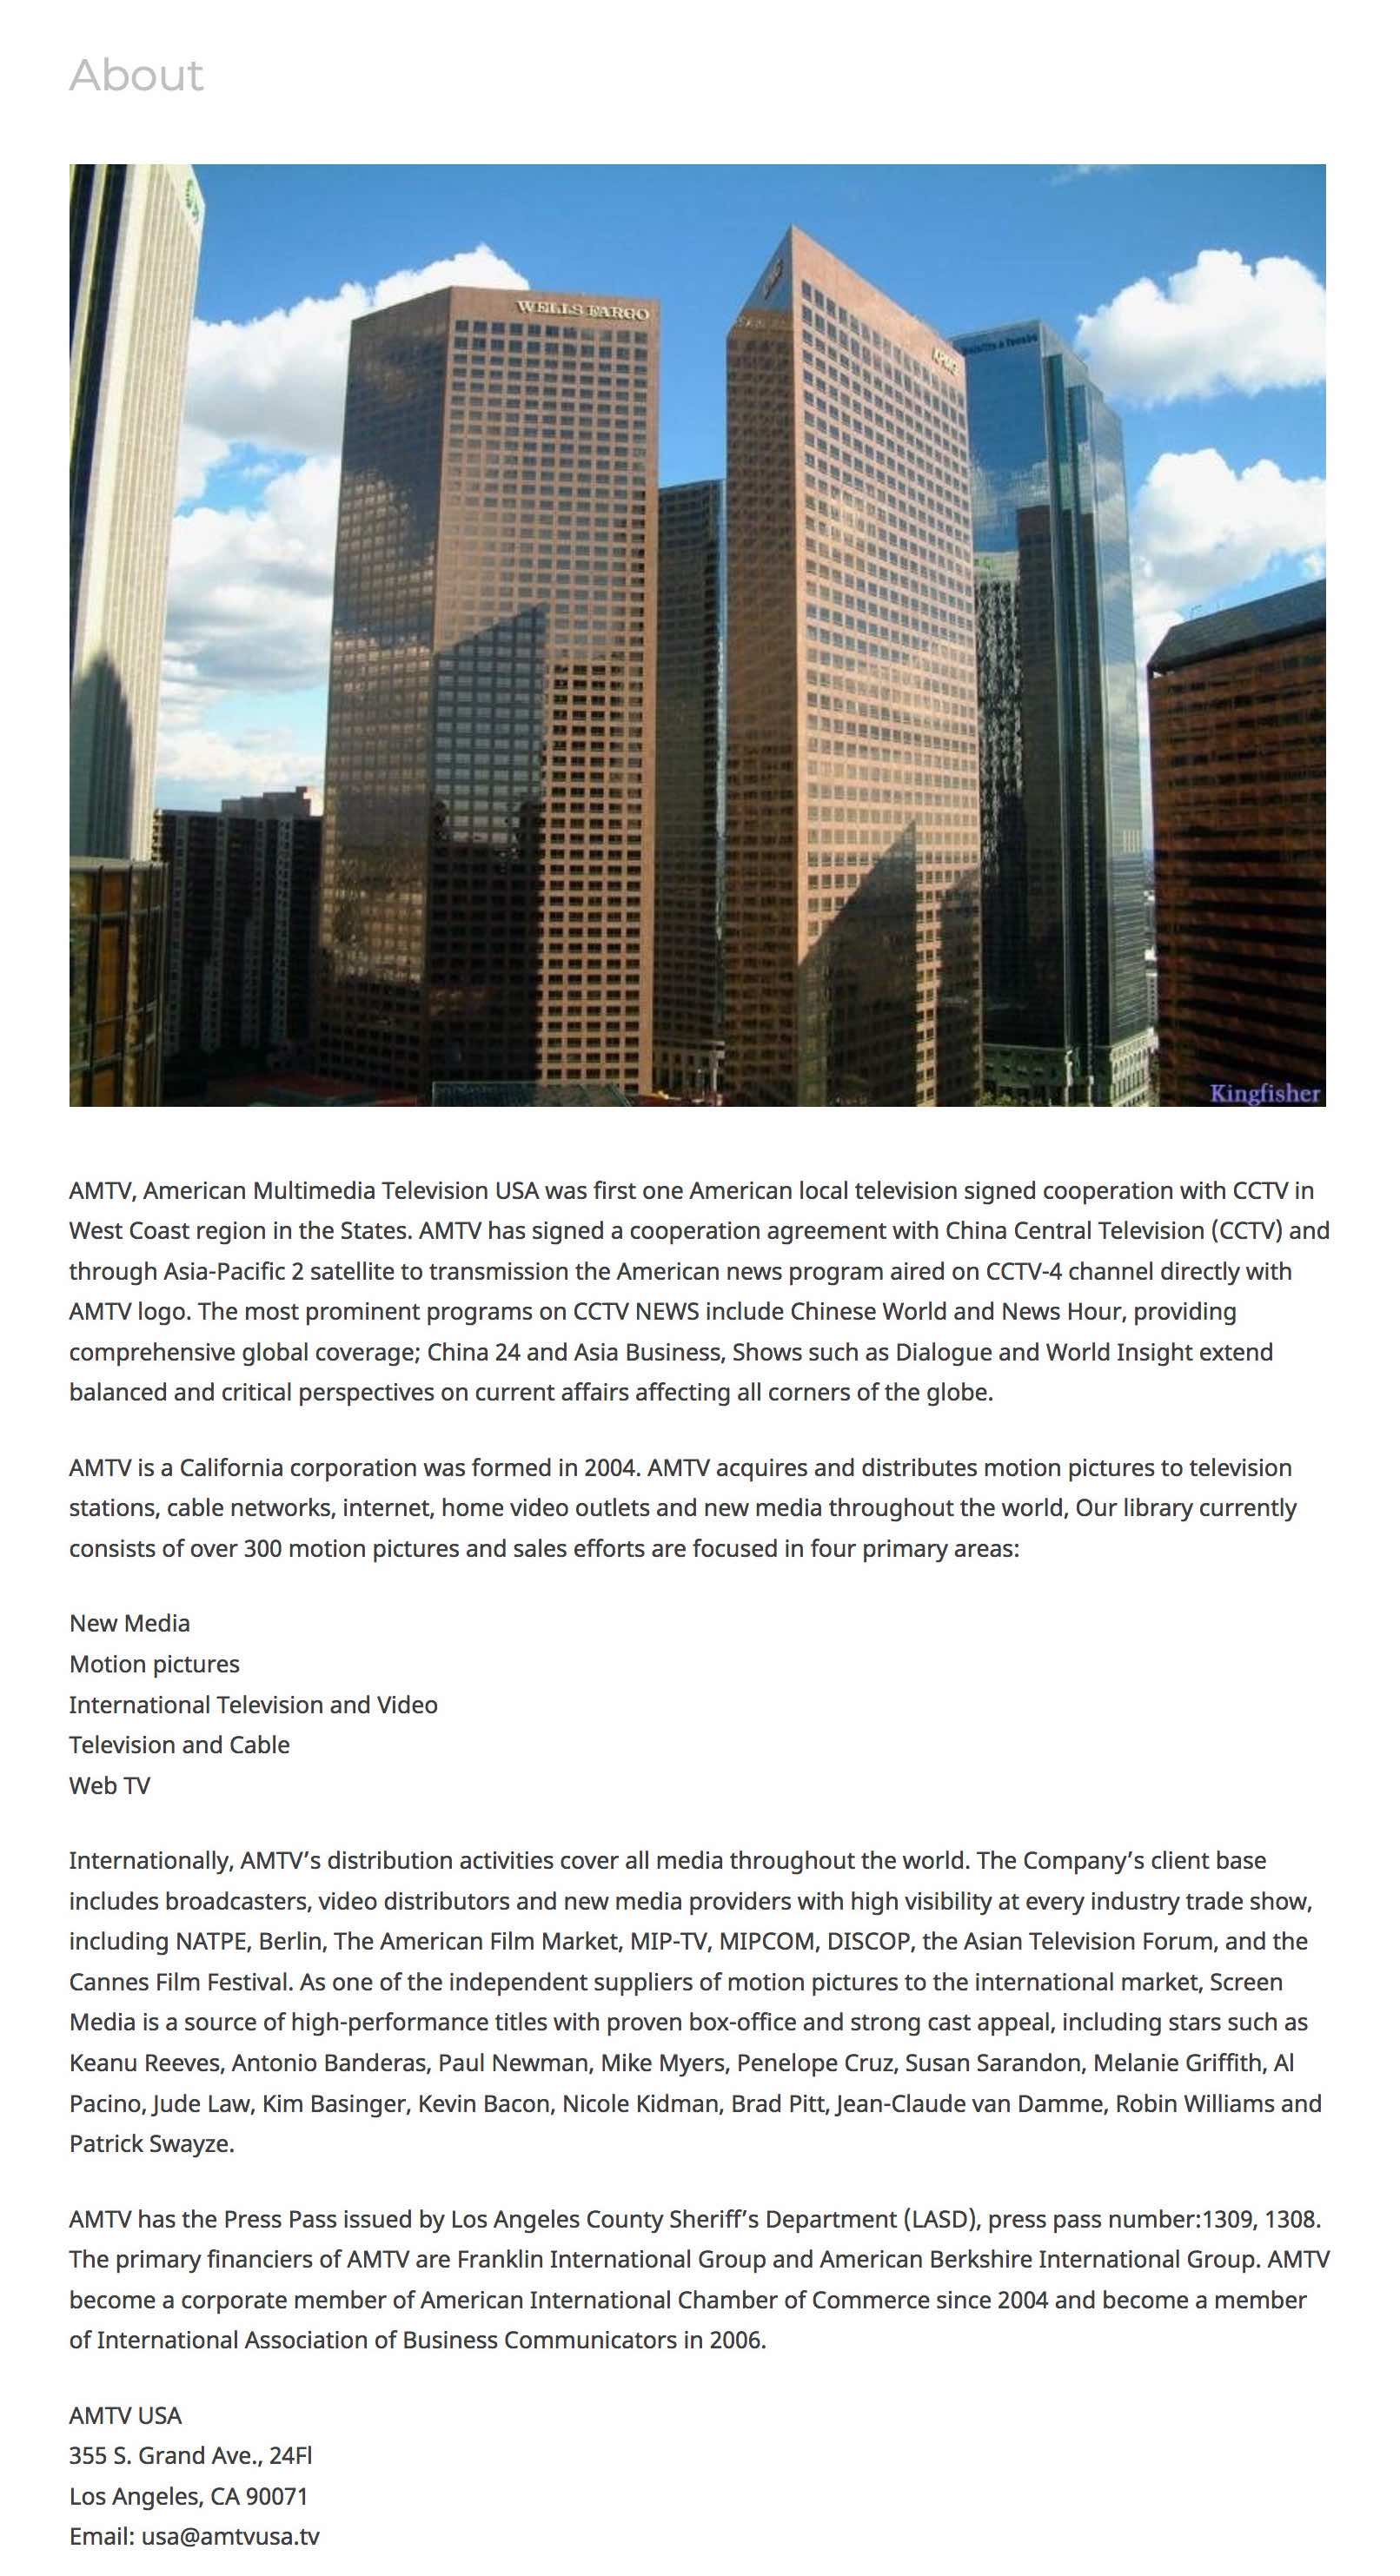 About
WELLS FARGO
KPMG
Kingfisher
AMTV, American Multimedia Television USA was first one American local television signed cooperation with CCTV in
West Coast region in the States. AMTV has signed a cooperation agreement with China Central Television (CCTV) and
through Asia-Pacific 2 satellite to transmission the American news program aired on CCTV-4 channel directly with
AMTV logo. The most prominent programs on CCTV NEWS include Chinese World and News Hour, providing
comprehensive global coverage; China 24 and Asia Business, Shows such as Dialogue and World Insight extend
balanced and critical perspectives on current affairs affecting all corners of the globe.
AMTV is a California corporation was formed in 2004. AMTV acquires and distributes motion pictures to television
stations, cable networks, internet, home video outlets and new media throughout the world, Our library currently
consists of over 300 motion pictures and sales efforts are focused in four primary areas:
New Media
Motion pictures
International Television and Video
Television and Cable
Web TV
Internationally, AMTV’s distribution activities cover all media throughout the world. The Company’s client base
includes broadcasters, video distributors and new media providers with high visibility at every industry trade show,
including NATPE, Berlin, The American Film Market, MIP-TV, MIPCOM, DISCOP, the Asian Television Forum, and the
Cannes Film Festival. As one of the independent suppliers of motion pictures to the international market, Screen
Media is a source of high-performance titles with proven box-office and strong cast appeal, including stars such as
Keanu Reeves, Antonio Banderas, Paul Newman, Mike Myers, Penelope Cruz, Susan Sarandon, Melanie Griffith, Al
Pacino, Jude Law, Kim Basinger, Kevin Bacon, Nicole Kidman, Brad Pitt, Jean-Claude van Damme, Robin Williams and
Patrick Swayze.
AMTV has the Press Pass issued by Los Angeles County Sheriff’s Department (LASD), press pass number:1309, 1308.
The primary financiers of AMTV are Franklin International Group and American Berkshire International Group. AMTV
become a corporate member of American International Chamber of Commerce since 2004 and become a member
of International Association of Business Communicators in 2006.
AMTV USA
355 S. Grand Ave., 24Fl
Los Angeles, CA 90071
Email: usa@amtvusa.tv